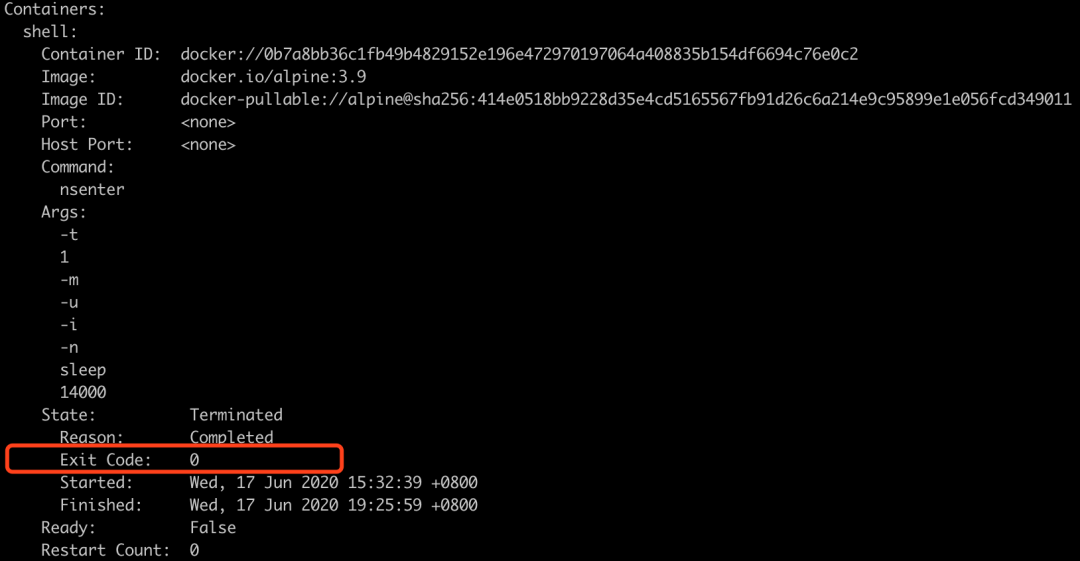 Containers:
  shell:
    Container ID:  docker://0b7a8bb36c1fb49b4829152e196e472970197064a408835b154df6694c76e0c2
    Image:         docker.io/alpine:3.9
    Image ID:      docker-pullable://alpine@sha256:414e0518bb9228d35e4cd5165567fb91d26c6a214e9c95899e1e056fcd349011
    Port:          <none>
    Host Port:     <none>
    Command:
      nsenter
    Args:
      -t
      1
      -m
      -u
      -i
      -n
      sleep
      14000
    State:          Terminated
      Reason:       Completed
      Exit Code:    0
      Started:      Wed, 17 Jun 2020 15:32:39 +0800
      Finished:     Wed, 17 Jun 2020 19:25:59 +0800
    Ready:          False
    Restart Count:  0